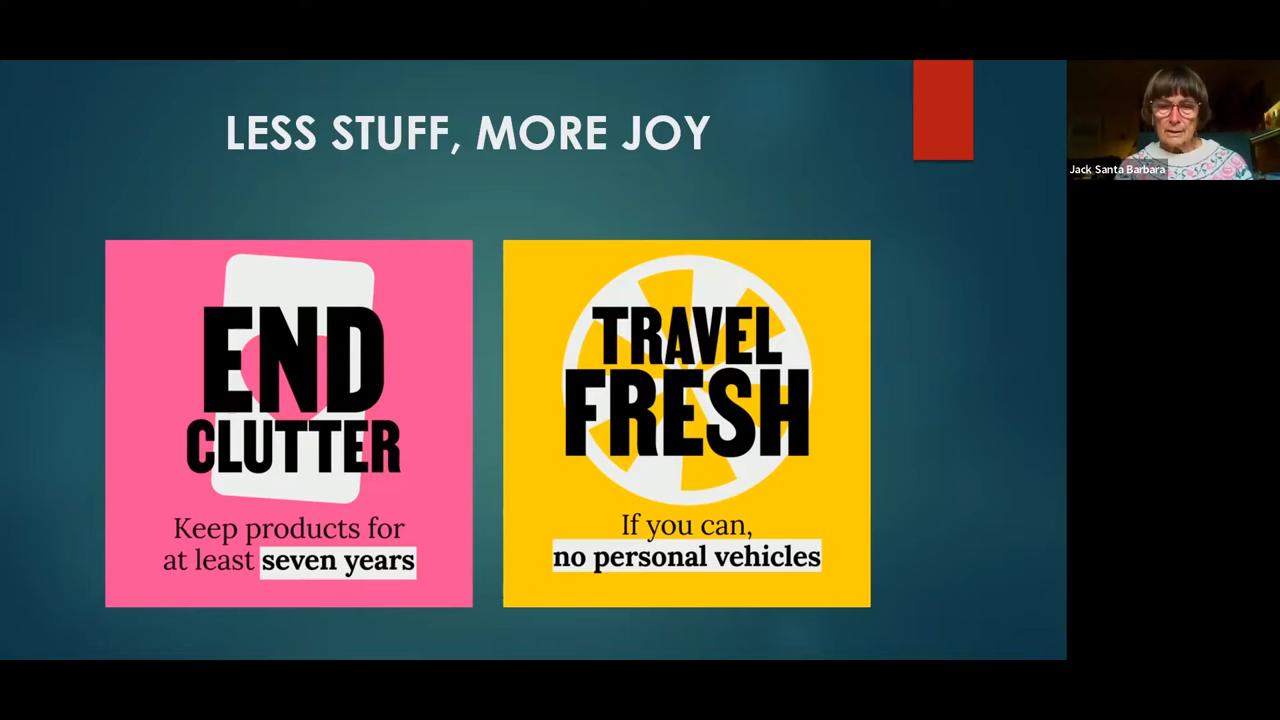 LESS STUFF, MORE JOY
END
CLUTTER
Keep products for
at least seven years
TRAVEL
FRESH
If you can,
no personal vehicles
Jack Santa Barbara